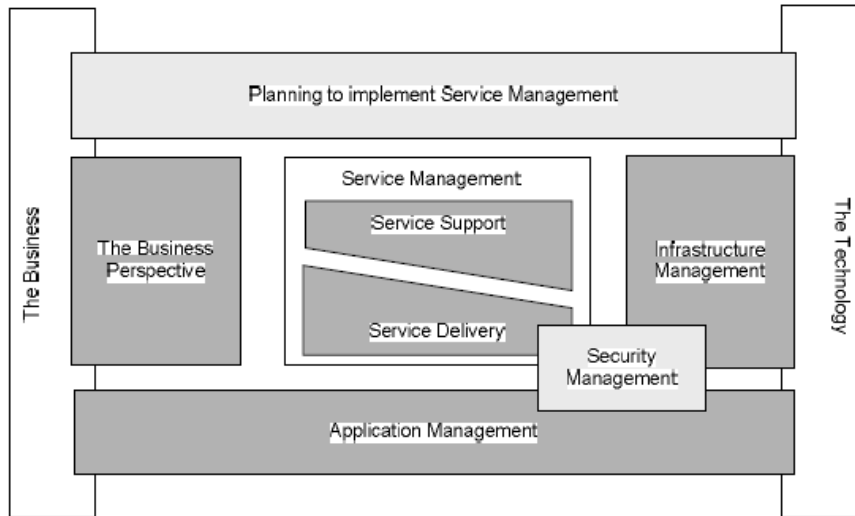 Planning to implement Service Management
The Business
The Business
Perspective
Service Management
Service Support
Service Delivery
Infrastructure
Management
The Technology
Security
Management
Application Management